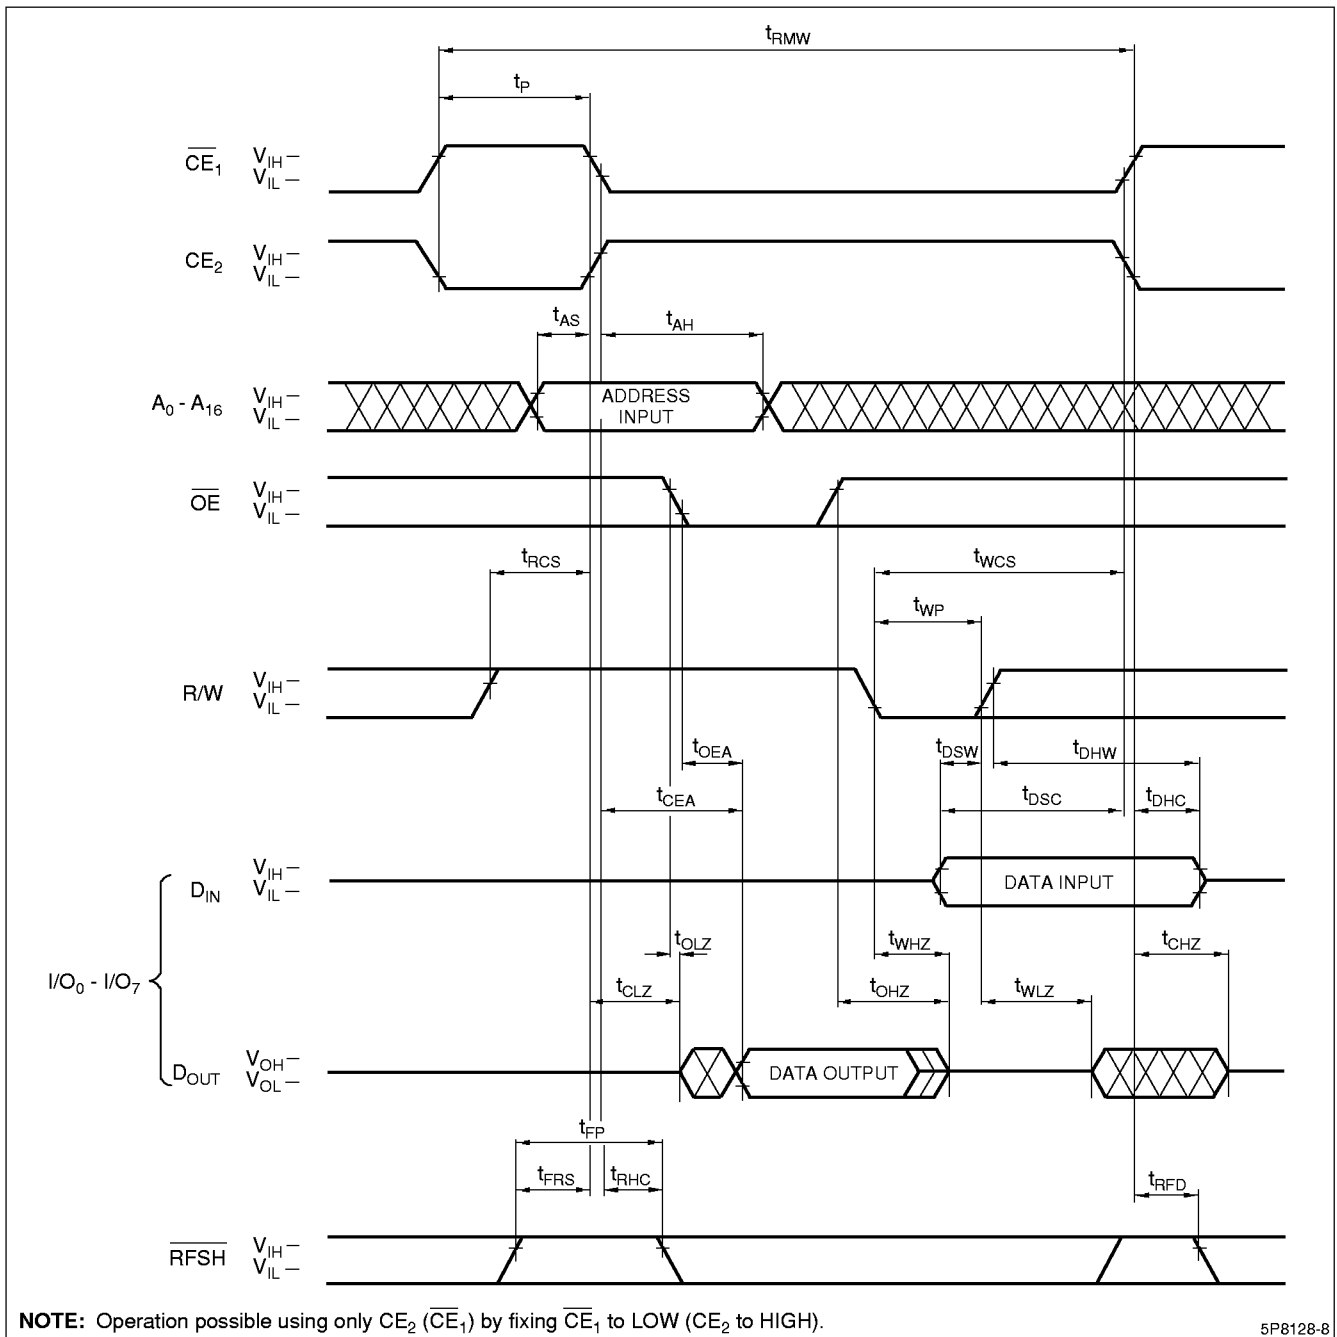 tRMW
tP
CE1 VIH VIL
CE2 VIH VIL
tAS tAH
A0 - A16 VIH VIL ADDRESS INPUT
OE VIH VIL
tRCS tWCS
tWP
R/W VIH VIL
tOEA tDSW tDHW
tCEA tDSC tDHC
DIN VIH VIL DATA INPUT
tOLZ tWHZ tCHZ
I/O0 - I/O7
tCLZ tOHZ tWLZ
DOUT VOH VOL DATA OUTPUT
tFP
tFRS tRHC tRFD
RFSH VIH VIL
NOTE: Operation possible using only CE2 (CE1) by fixing CE1 to LOW (CE2 to HIGH).
5P8128-8